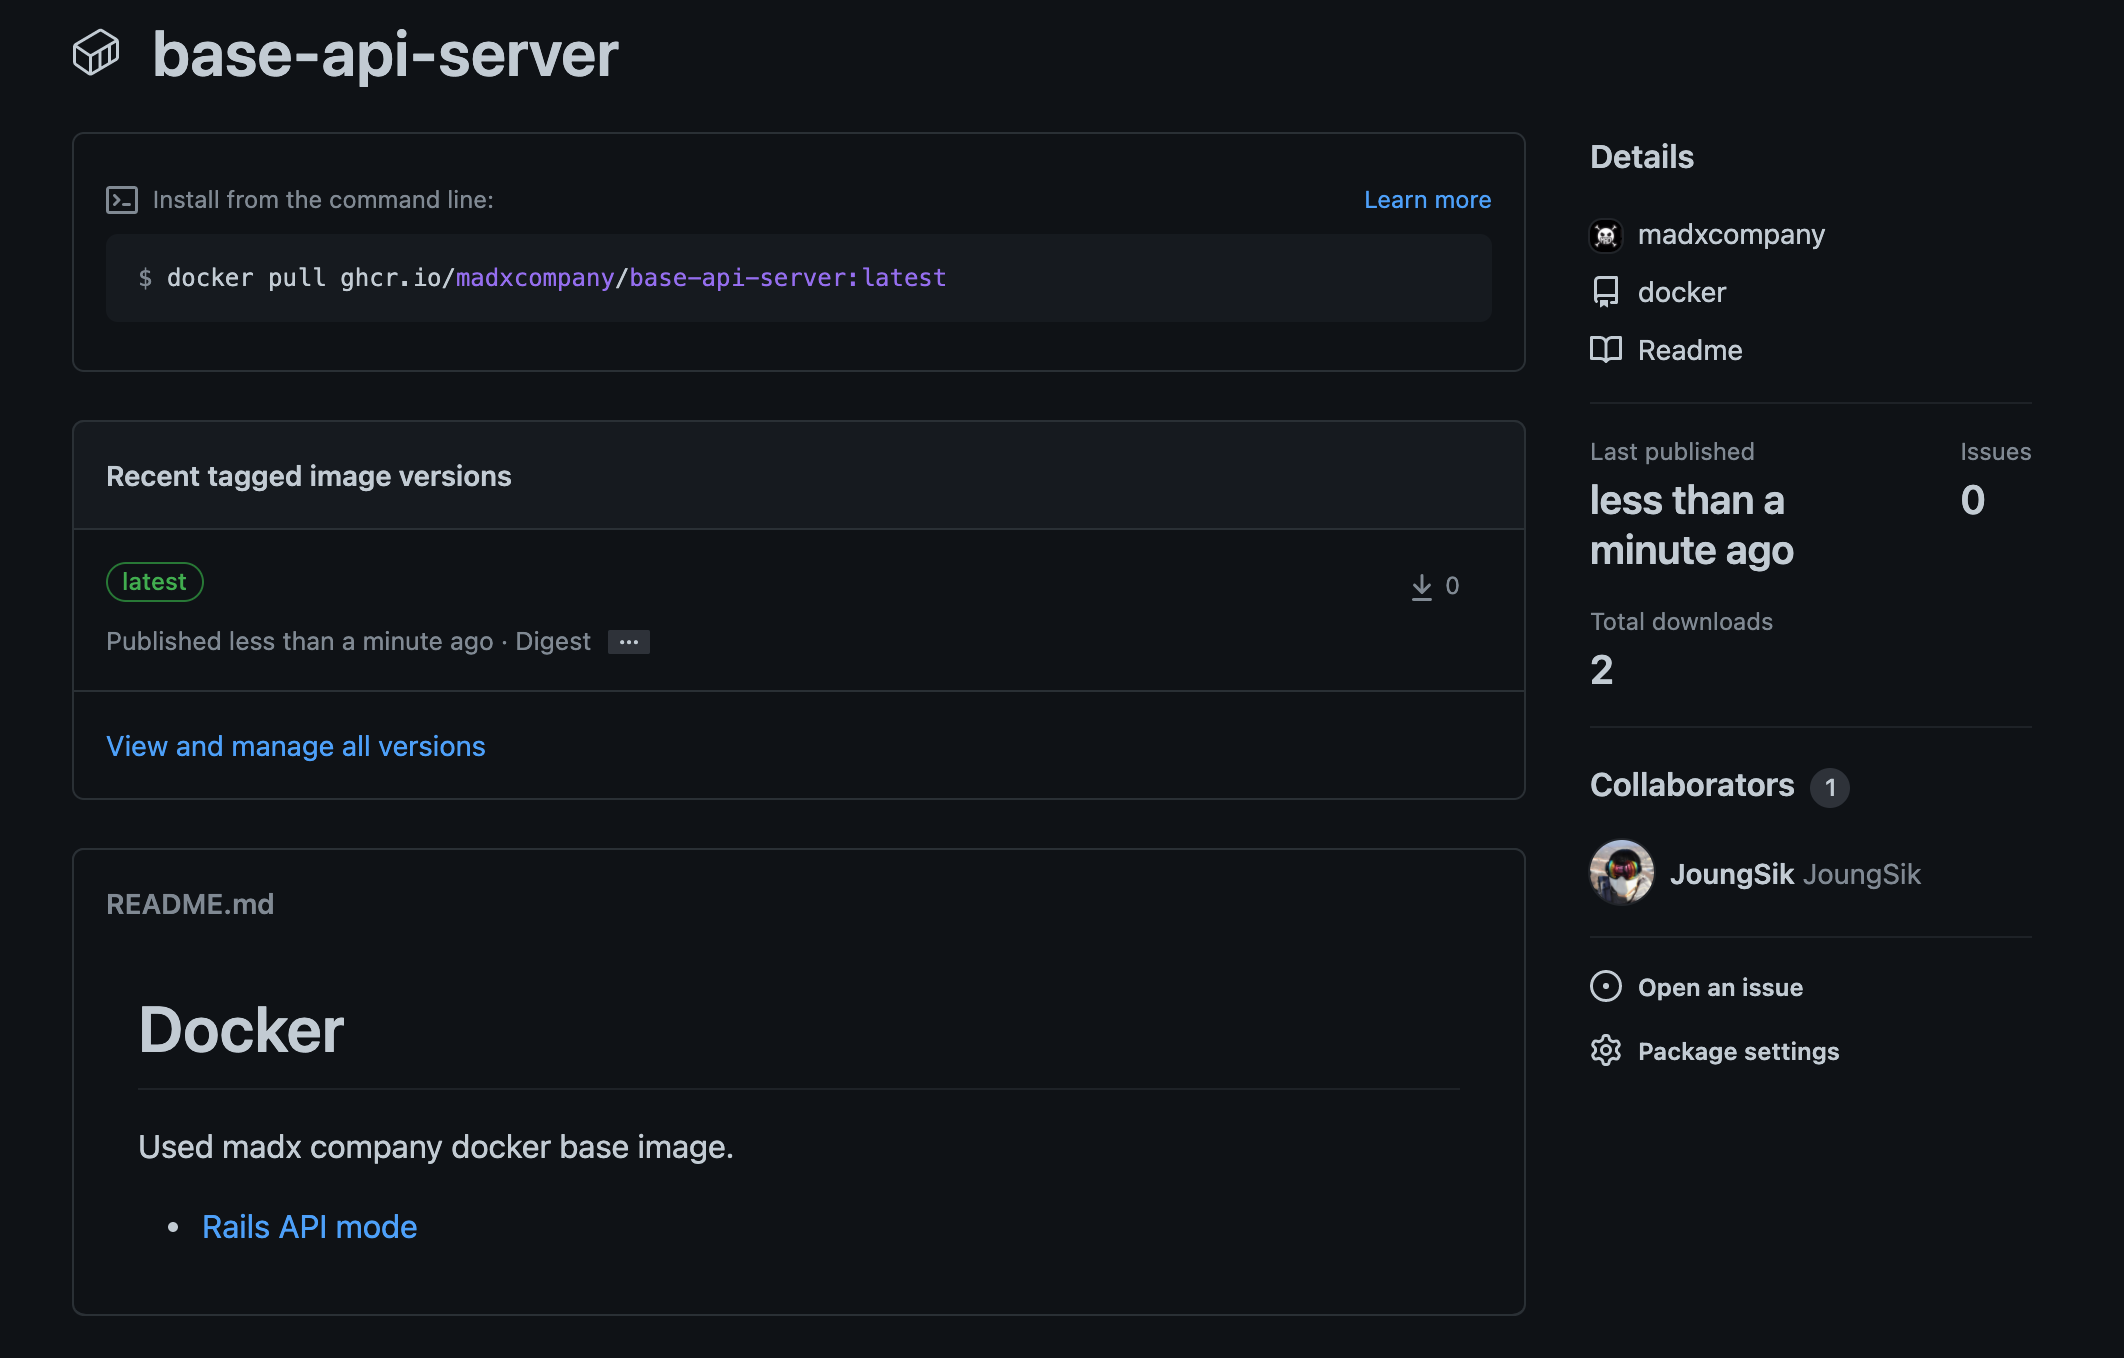 base-api-server
Install from the command line:
Learn more
$ docker pull ghcr.io/madxcompany/base-api-server:latest
Recent tagged image versions
latest
0
Published less than a minute ago · Digest ...
View and manage all versions
README.md
Docker
Used madx company docker base image.
• Rails API mode
Details
madxcompany
docker
Readme
Last published
less than a
minute ago
Issues
0
Total downloads
2
Collaborators 1
JoungSik JoungSik
Open an issue
Package settings